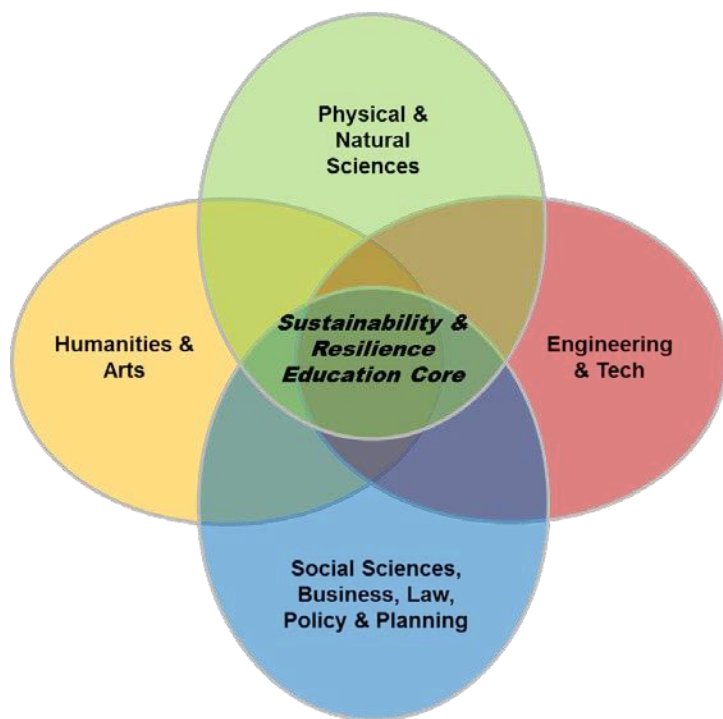 Physical &
Natural
Sciences
Humanities &
Arts
Sustainability &
Resilience
Education Core
Engineering
& Tech
Social Sciences,
Business, Law,
Policy & Planning